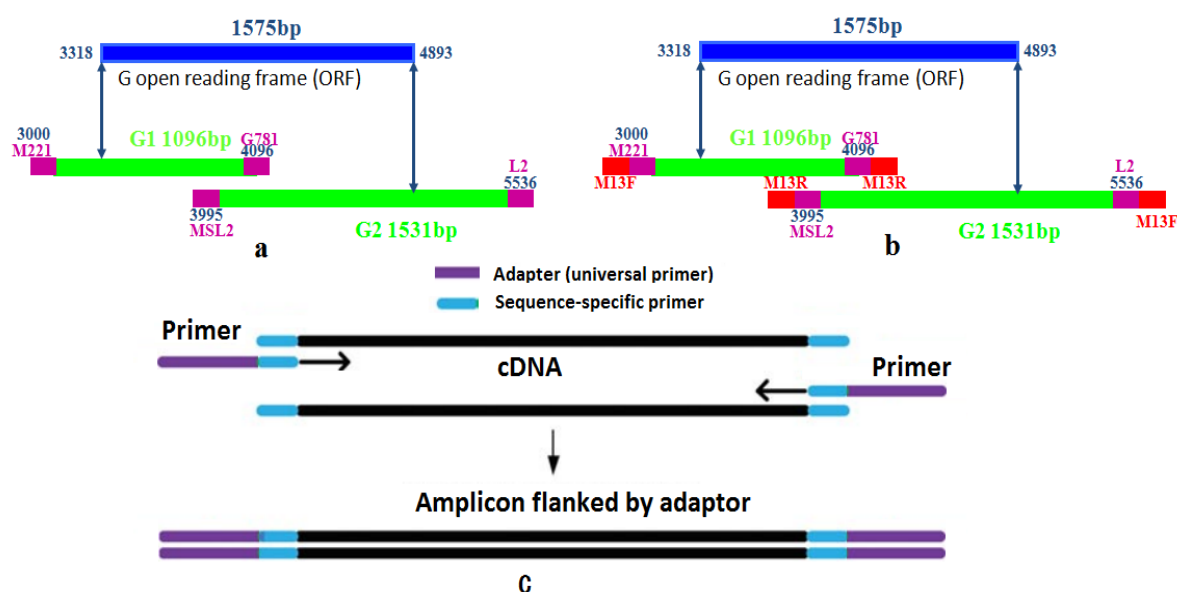 1575bp
3318
4893
G open reading frame (ORF)
3000
M221
G1 1096bp
G781
4096
L2
5536
3995
MSL2
G2 1531bp
a
1575bp
3318
4893
G open reading frame (ORF)
3000
M221
G1 1096bp
G781
4096
L2
5536
M13F
M13R
M13R
3995
MSL2
G2 1531bp
M13F
b
Adapter (universal primer)
Sequence-specific primer
Primer
cDNA
Primer
Amplicon flanked by adaptor
C